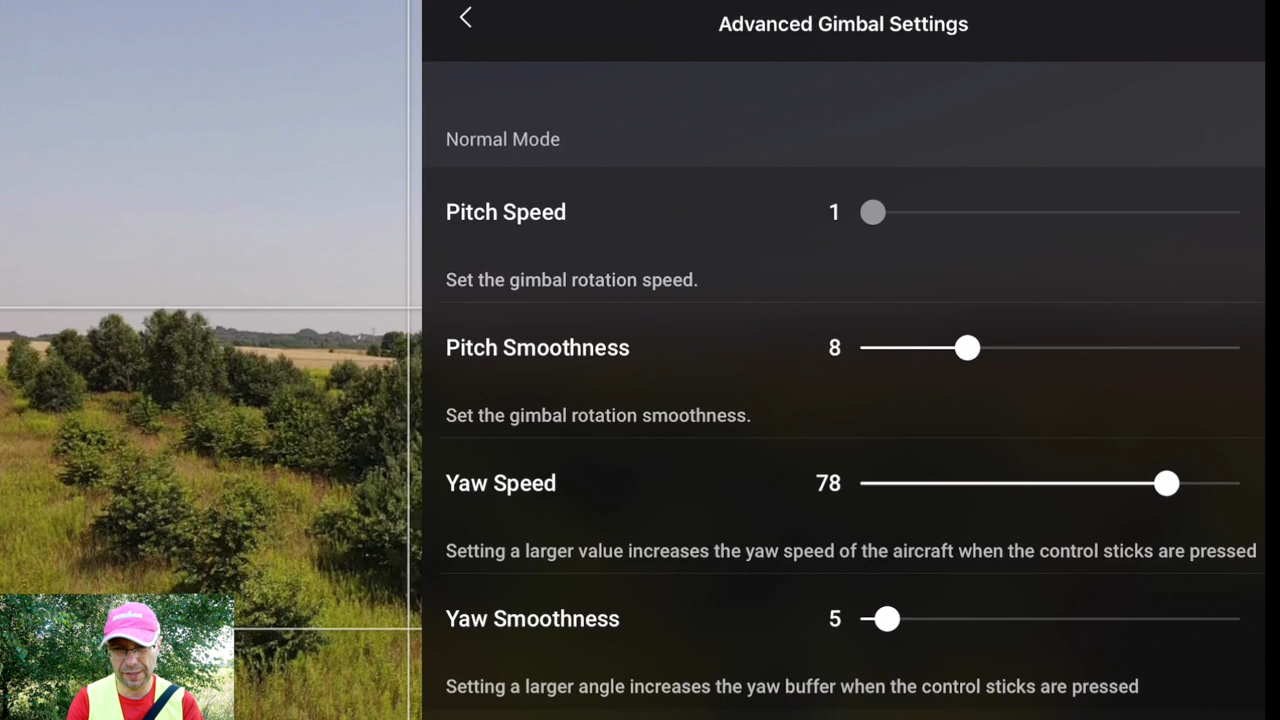 Advanced Gimbal Settings
Normal Mode
Pitch Speed 1
Set the gimbal rotation speed.
Pitch Smoothness 8
Set the gimbal rotation smoothness.
Yaw Speed 78
Setting a larger value increases the yaw speed of the aircraft when the control sticks are pressed
Yaw Smoothness 5
Setting a larger angle increases the yaw buffer when the control sticks are pressed